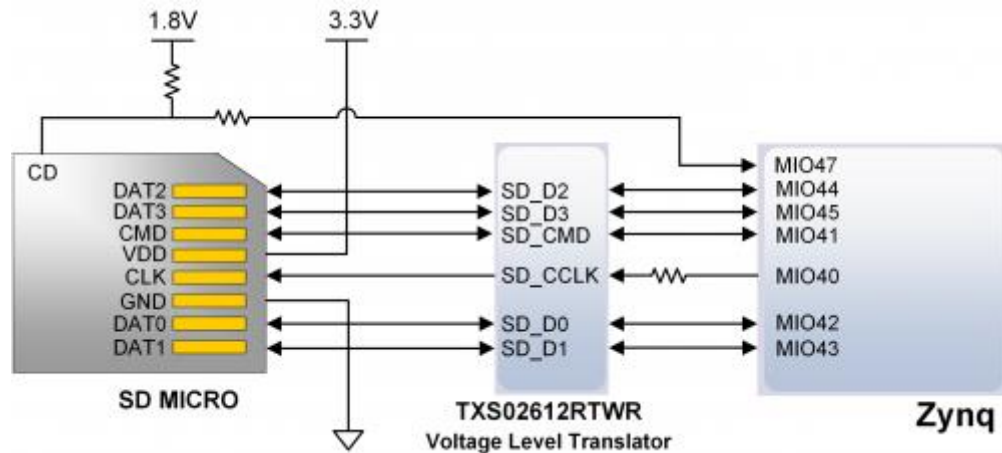 1.8V
3.3V
CD
DAT2
DAT3
CMD
VDD
CLK
GND
DAT0
DAT1
SD MICRO
SD_D2
SD_D3
SD_CMD
SD_CCLK
SD_D0
SD_D1
TXS02612RTWR
Voltage Level Translator
MIO47
MIO44
MIO45
MIO41
MIO40
MIO42
MIO43
Zynq